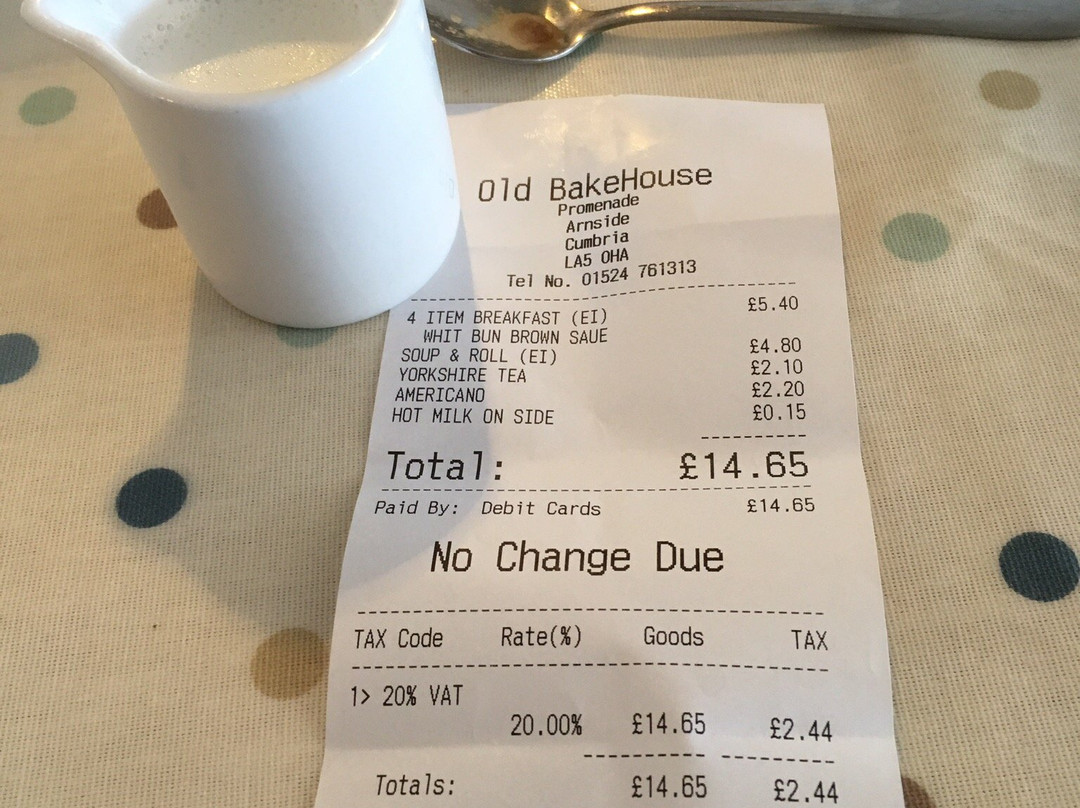 Old BakeHouse
Promenade
Arnside
Cumbria
LA5 0HA
Tel No. 01524 761313
4 ITEM BREAKFAST (EI) £5.40
WHIT BUN BROWN SAUE
SOUP & ROLL (EI) £4.80
YORKSHIRE TEA £2.10
AMERICANO £2.20
HOT MILK ON SIDE £0.15
Total: £14.65
Paid By: Debit Cards £14.65
No Change Due
TAX Code Rate(%) Goods TAX
1> 20% VAT
20.00% £14.65 £2.44
Totals: £14.65 £2.44